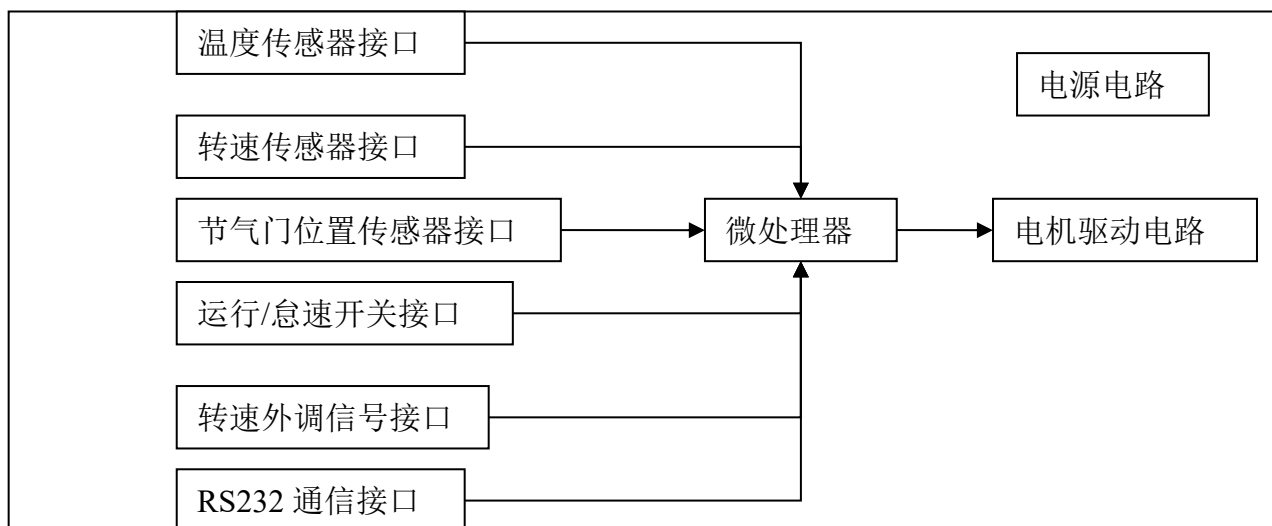 温度传感器接口
电源电路
转速传感器接口
节气门位置传感器接口
微处理器
电机驱动电路
运行/怠速开关接口
转速外调信号接口
RS232 通信接口